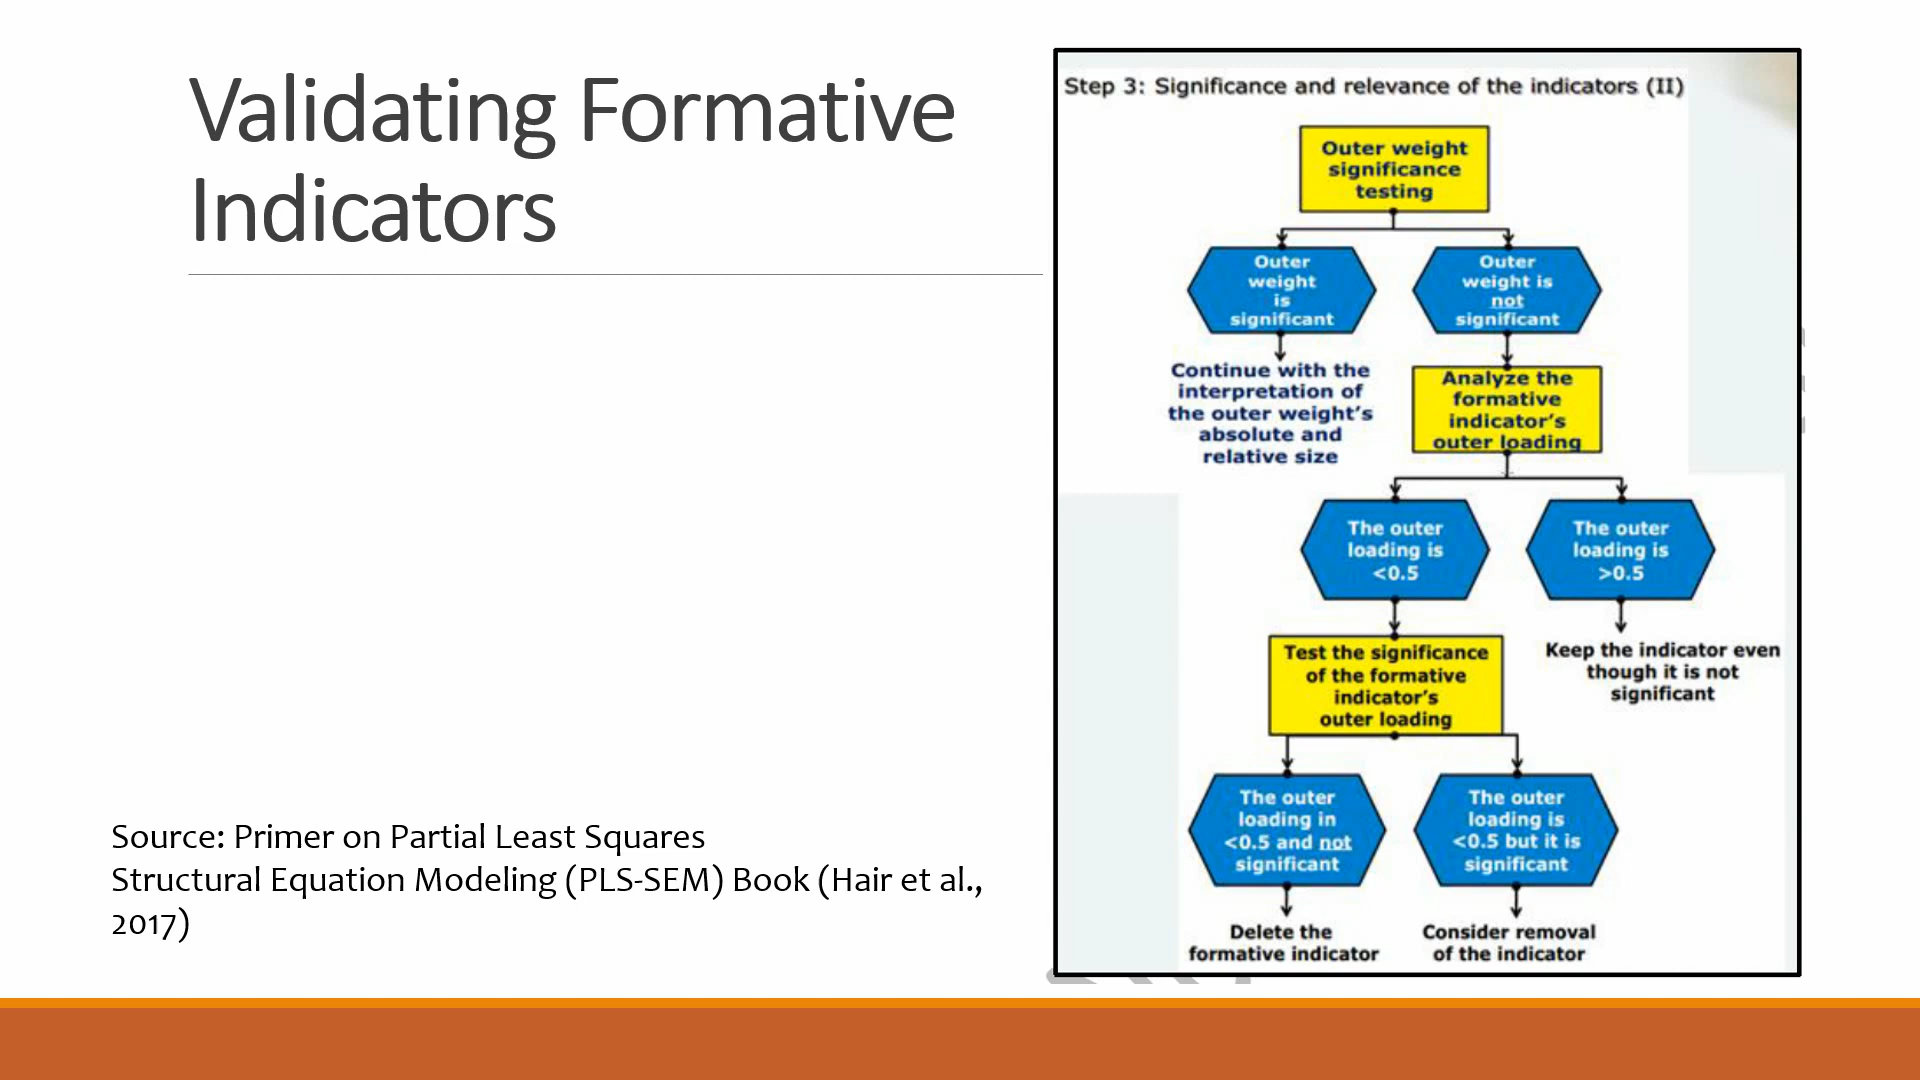 Validating Formative
Indicators
Source: Primer on Partial Least Squares
Structural Equation Modeling (PLS-SEM) Book (Hair et al.,
2017)
Step 3: Significance and relevance of the indicators (II)
Outer weight
significance
testing
Outer
weight
is
significant
Outer
weight is
not
significant
Continue with the
interpretation of
the outer weight's
absolute and
relative size
Analyze the
formative
indicator's
outer loading
The outer
loading is
<0.5
The outer
loading is
>0.5
Test the significance
of the formative
indicator's
outer loading
Keep the indicator even
though it is not
significant
The outer
loading in
<0.5 and not
significant
The outer
loading is
<0.5 but it is
significant
Delete the
formative indicator
Consider removal
of the indicator